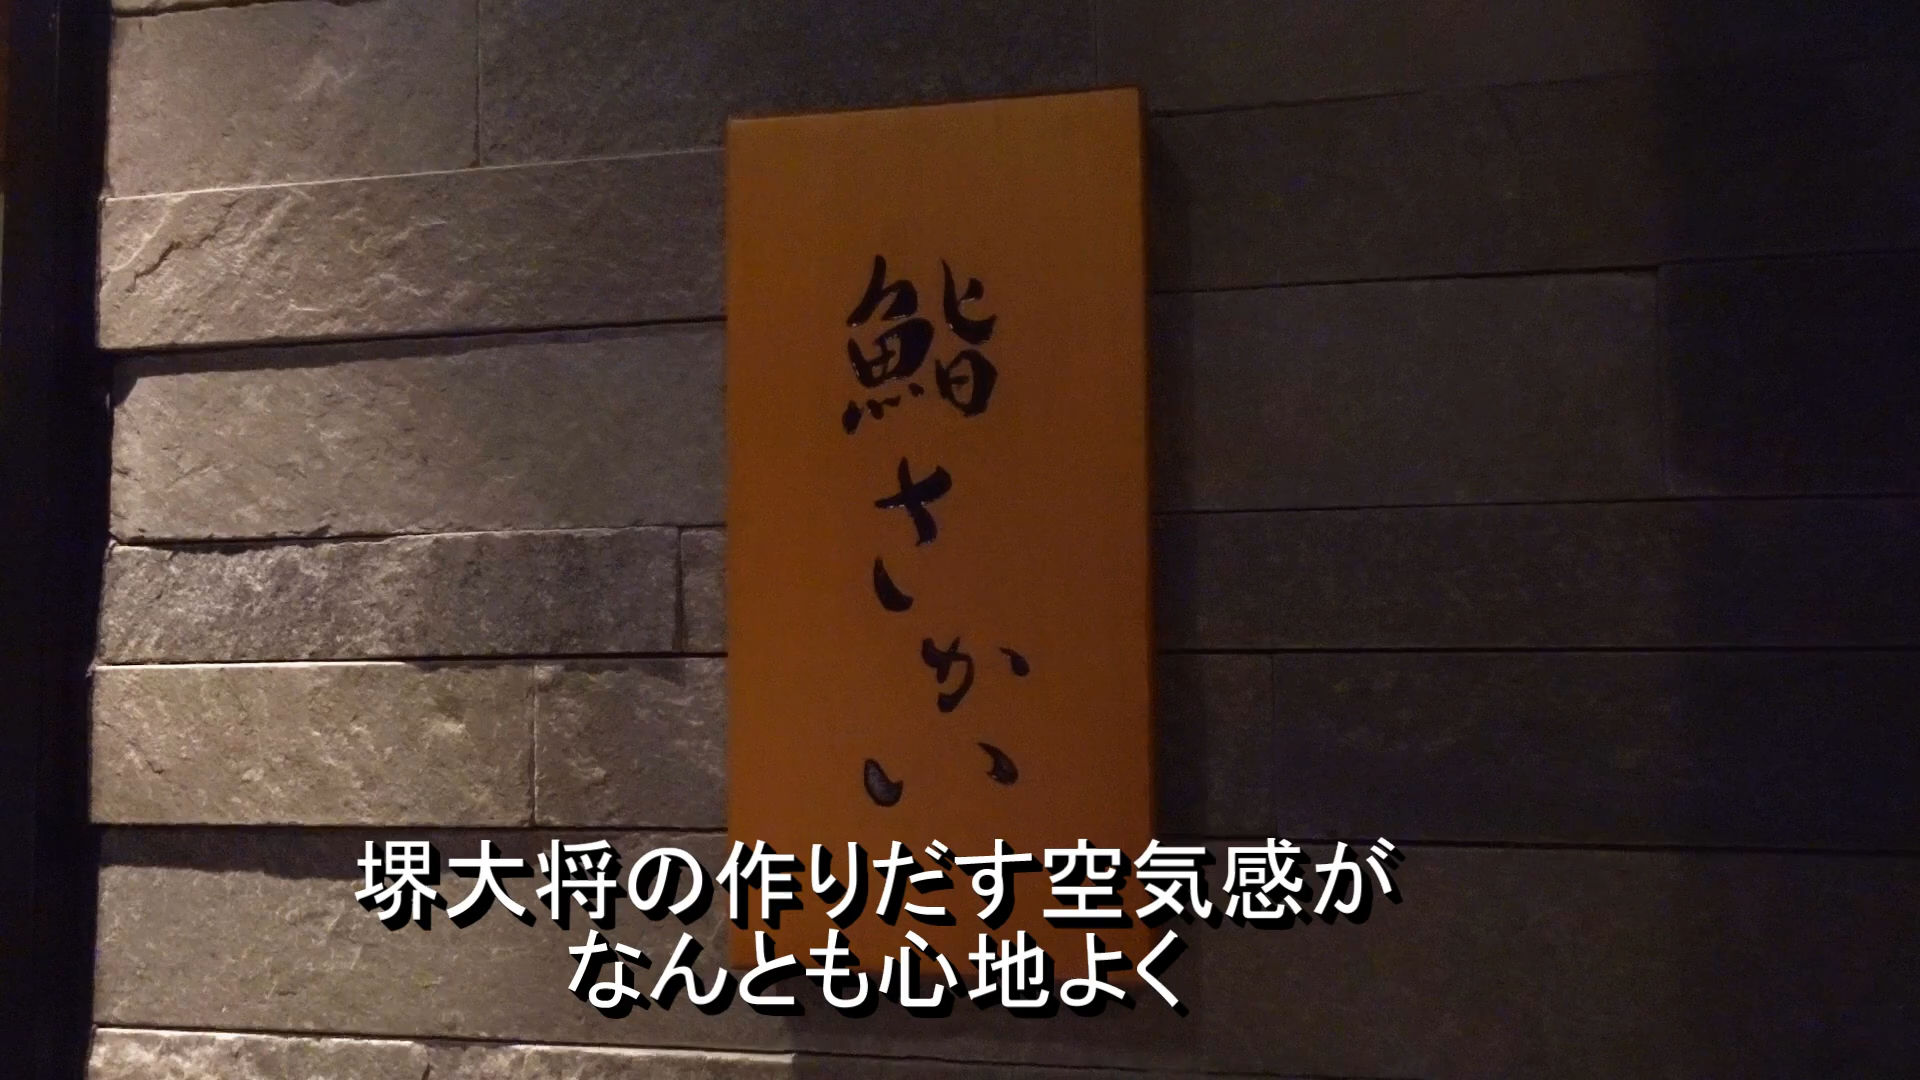 鮨さかい
堺大将の作りだす空気感が
なんとも心地よく